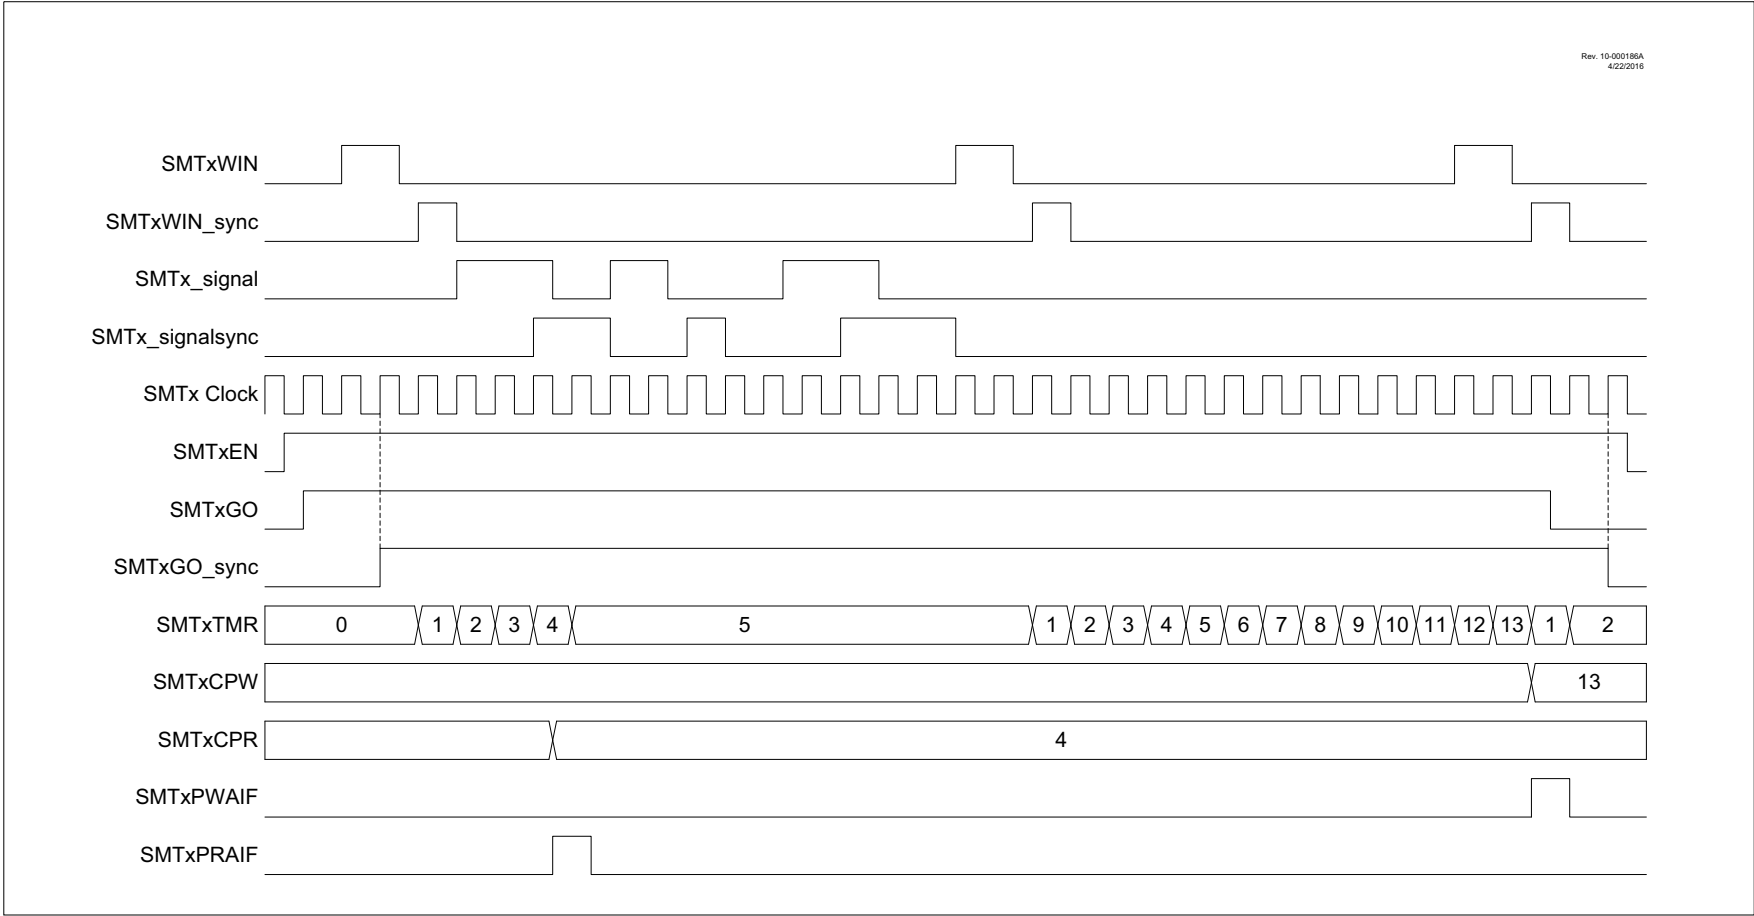 Rev. 10-000186A
4/22/2016
SMTxWIN
SMTxWIN_sync
SMTx_signal
SMTx_signalsync
SMTx Clock
SMTxEN
SMTxGO
SMTxGO_sync
SMTxTMR 0 1 2 3 4 5 1 2 3 4 5 6 7 8 9 10 11 12 13 1 2
SMTxCPW 13
SMTxCPR 4
SMTxPWAIF
SMTxPRAIF